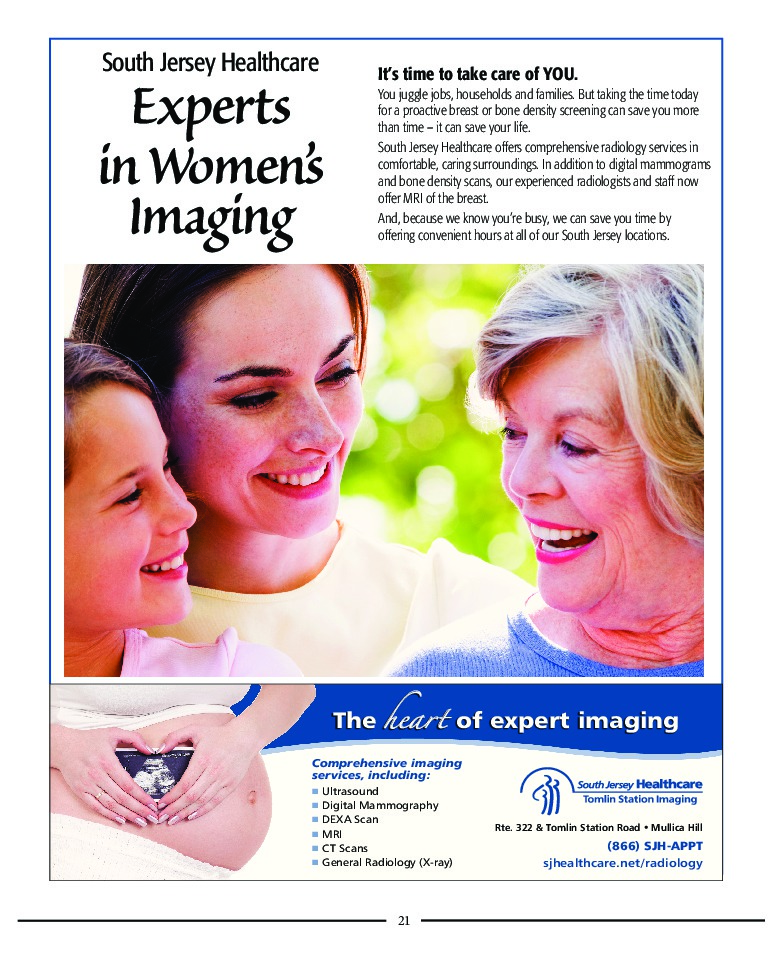 South Jersey Healthcare
Experts
in Women's
Imaging
It's time to take care of YOU.
You juggle jobs, households and families. But taking the time today
for a proactive breast or bone density screening can save you more
than time – it can save your life.
South Jersey Healthcare offers comprehensive radiology services in
comfortable, caring surroundings. In addition to digital mammograms
and bone density scans, our experienced radiologists and staff now
offer MRI of the breast.
And, because we know you're busy, we can save you time by
offering convenient hours at all of our South Jersey locations.
The heart of expert imaging
Comprehensive imaging
services, including:
■ Ultrasound
■ Digital Mammography
■ DEXA Scan
■ MRI
■ CT Scans
■ General Radiology (X-ray)
South Jersey Healthcare
Tomlin Station Imaging
Rte. 322 & Tomlin Station Road • Mullica Hill
(866) SJH-APPT
sjhealthcare.net/radiology
21